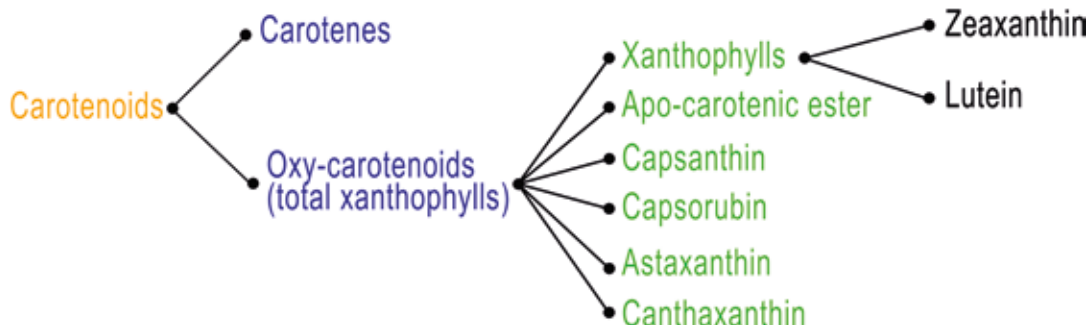 Carotenoids
Carotenes
Oxy-carotenoids
(total xanthophylls)
Xanthophylls
Apo-carotenic ester
Capsanthin
Capsorubin
Astaxanthin
Canthaxanthin
Zeaxanthin
Lutein